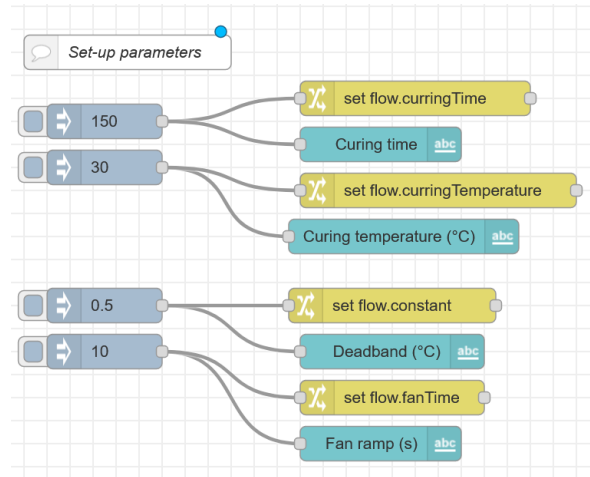 Set-up parameters
set flow.curringTime
150
Curing time abc
30
set flow.curringTemperature
Curing temperature (°C) abc
0.5
set flow.constant
10
Deadband (°C) abc
set flow.fanTime
Fan ramp (s) abc